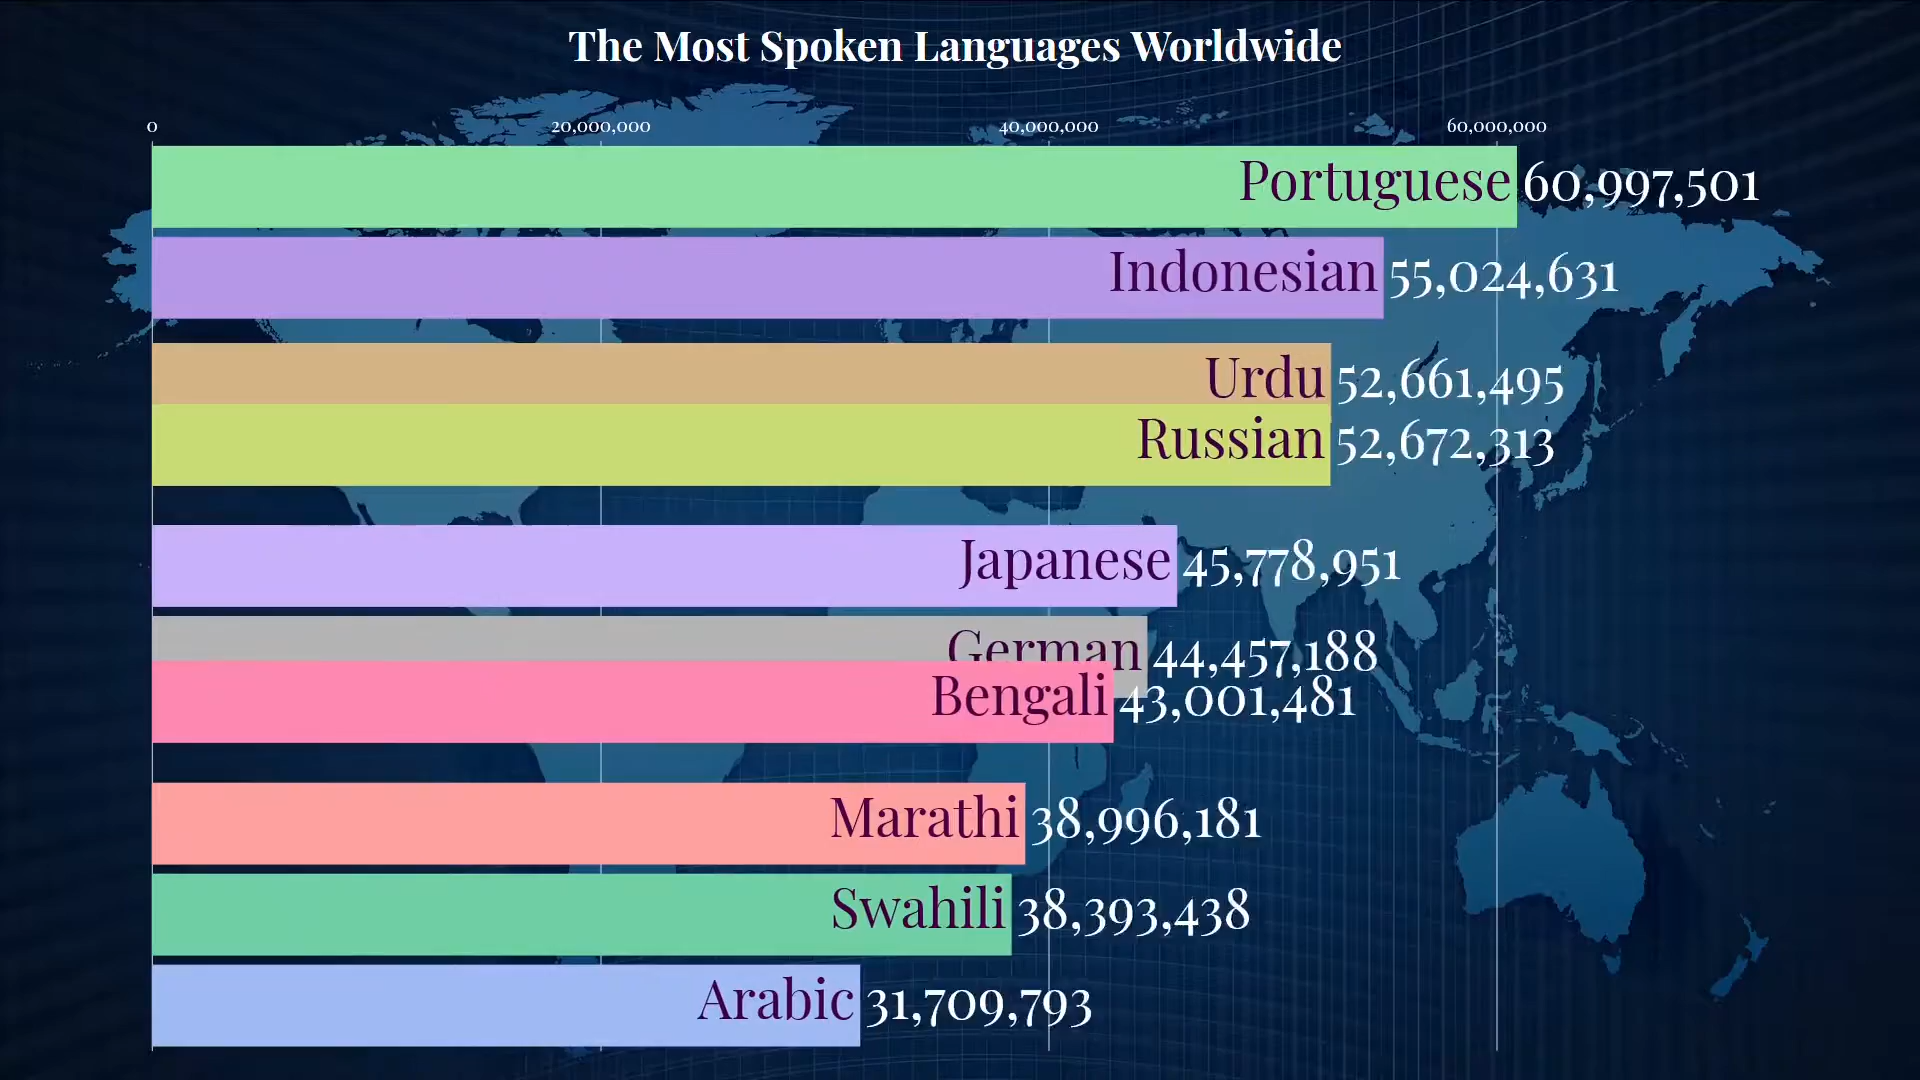 The Most Spoken Languages Worldwide
0 20,000,000 40,000,000 60,000,000
Portuguese 60,997,501
Indonesian 55,024,631
Urdu 52,661,495
Russian 52,672,313
Japanese 45,778,951
German 44,457,188
Bengali 43,001,481
Marathi 38,996,181
Swahili 38,393,438
Arabic 31,709,793